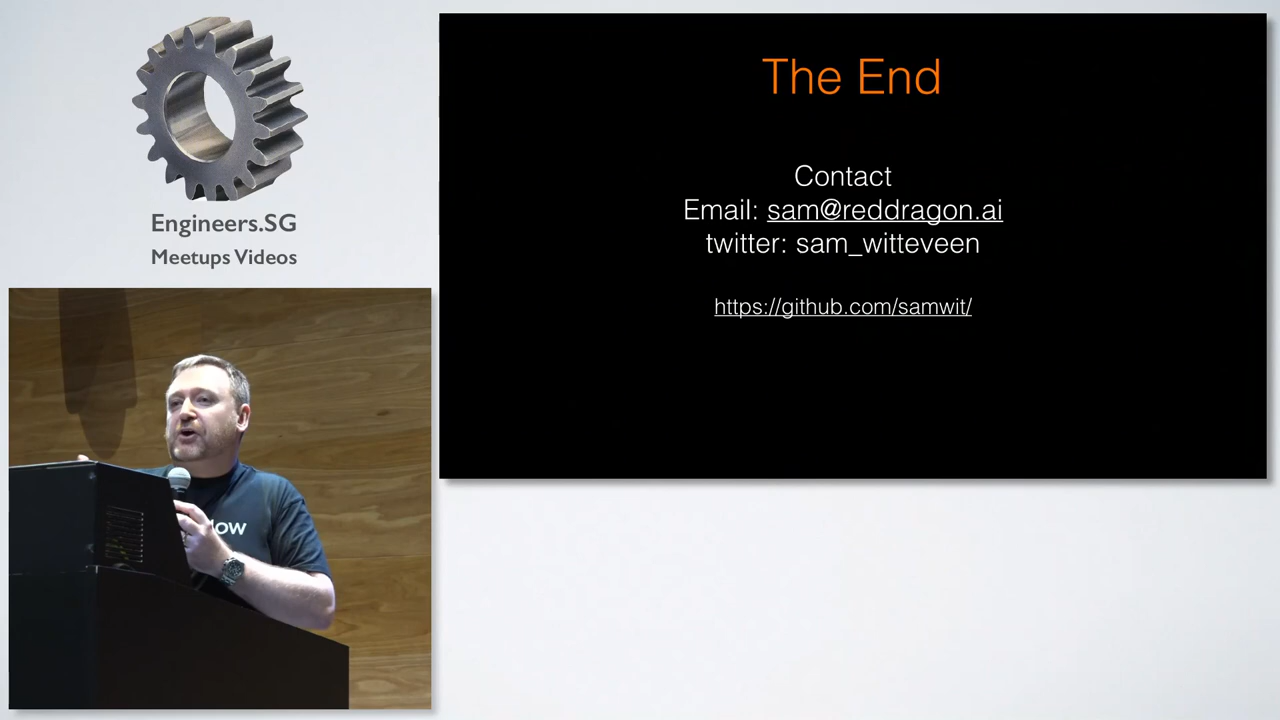 Engineers.SG
Meetups Videos
The End
Contact
Email: sam@reddragon.ai
twitter: sam_witteveen
https://github.com/samwit/